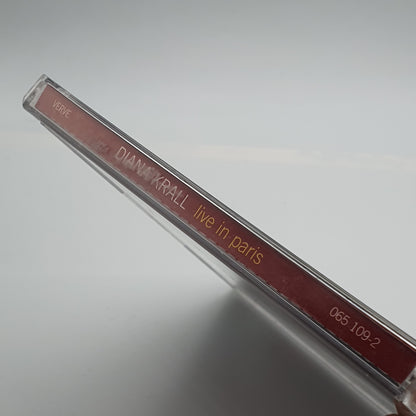 VERVE
DIANA KRALL live in paris
065 109-2